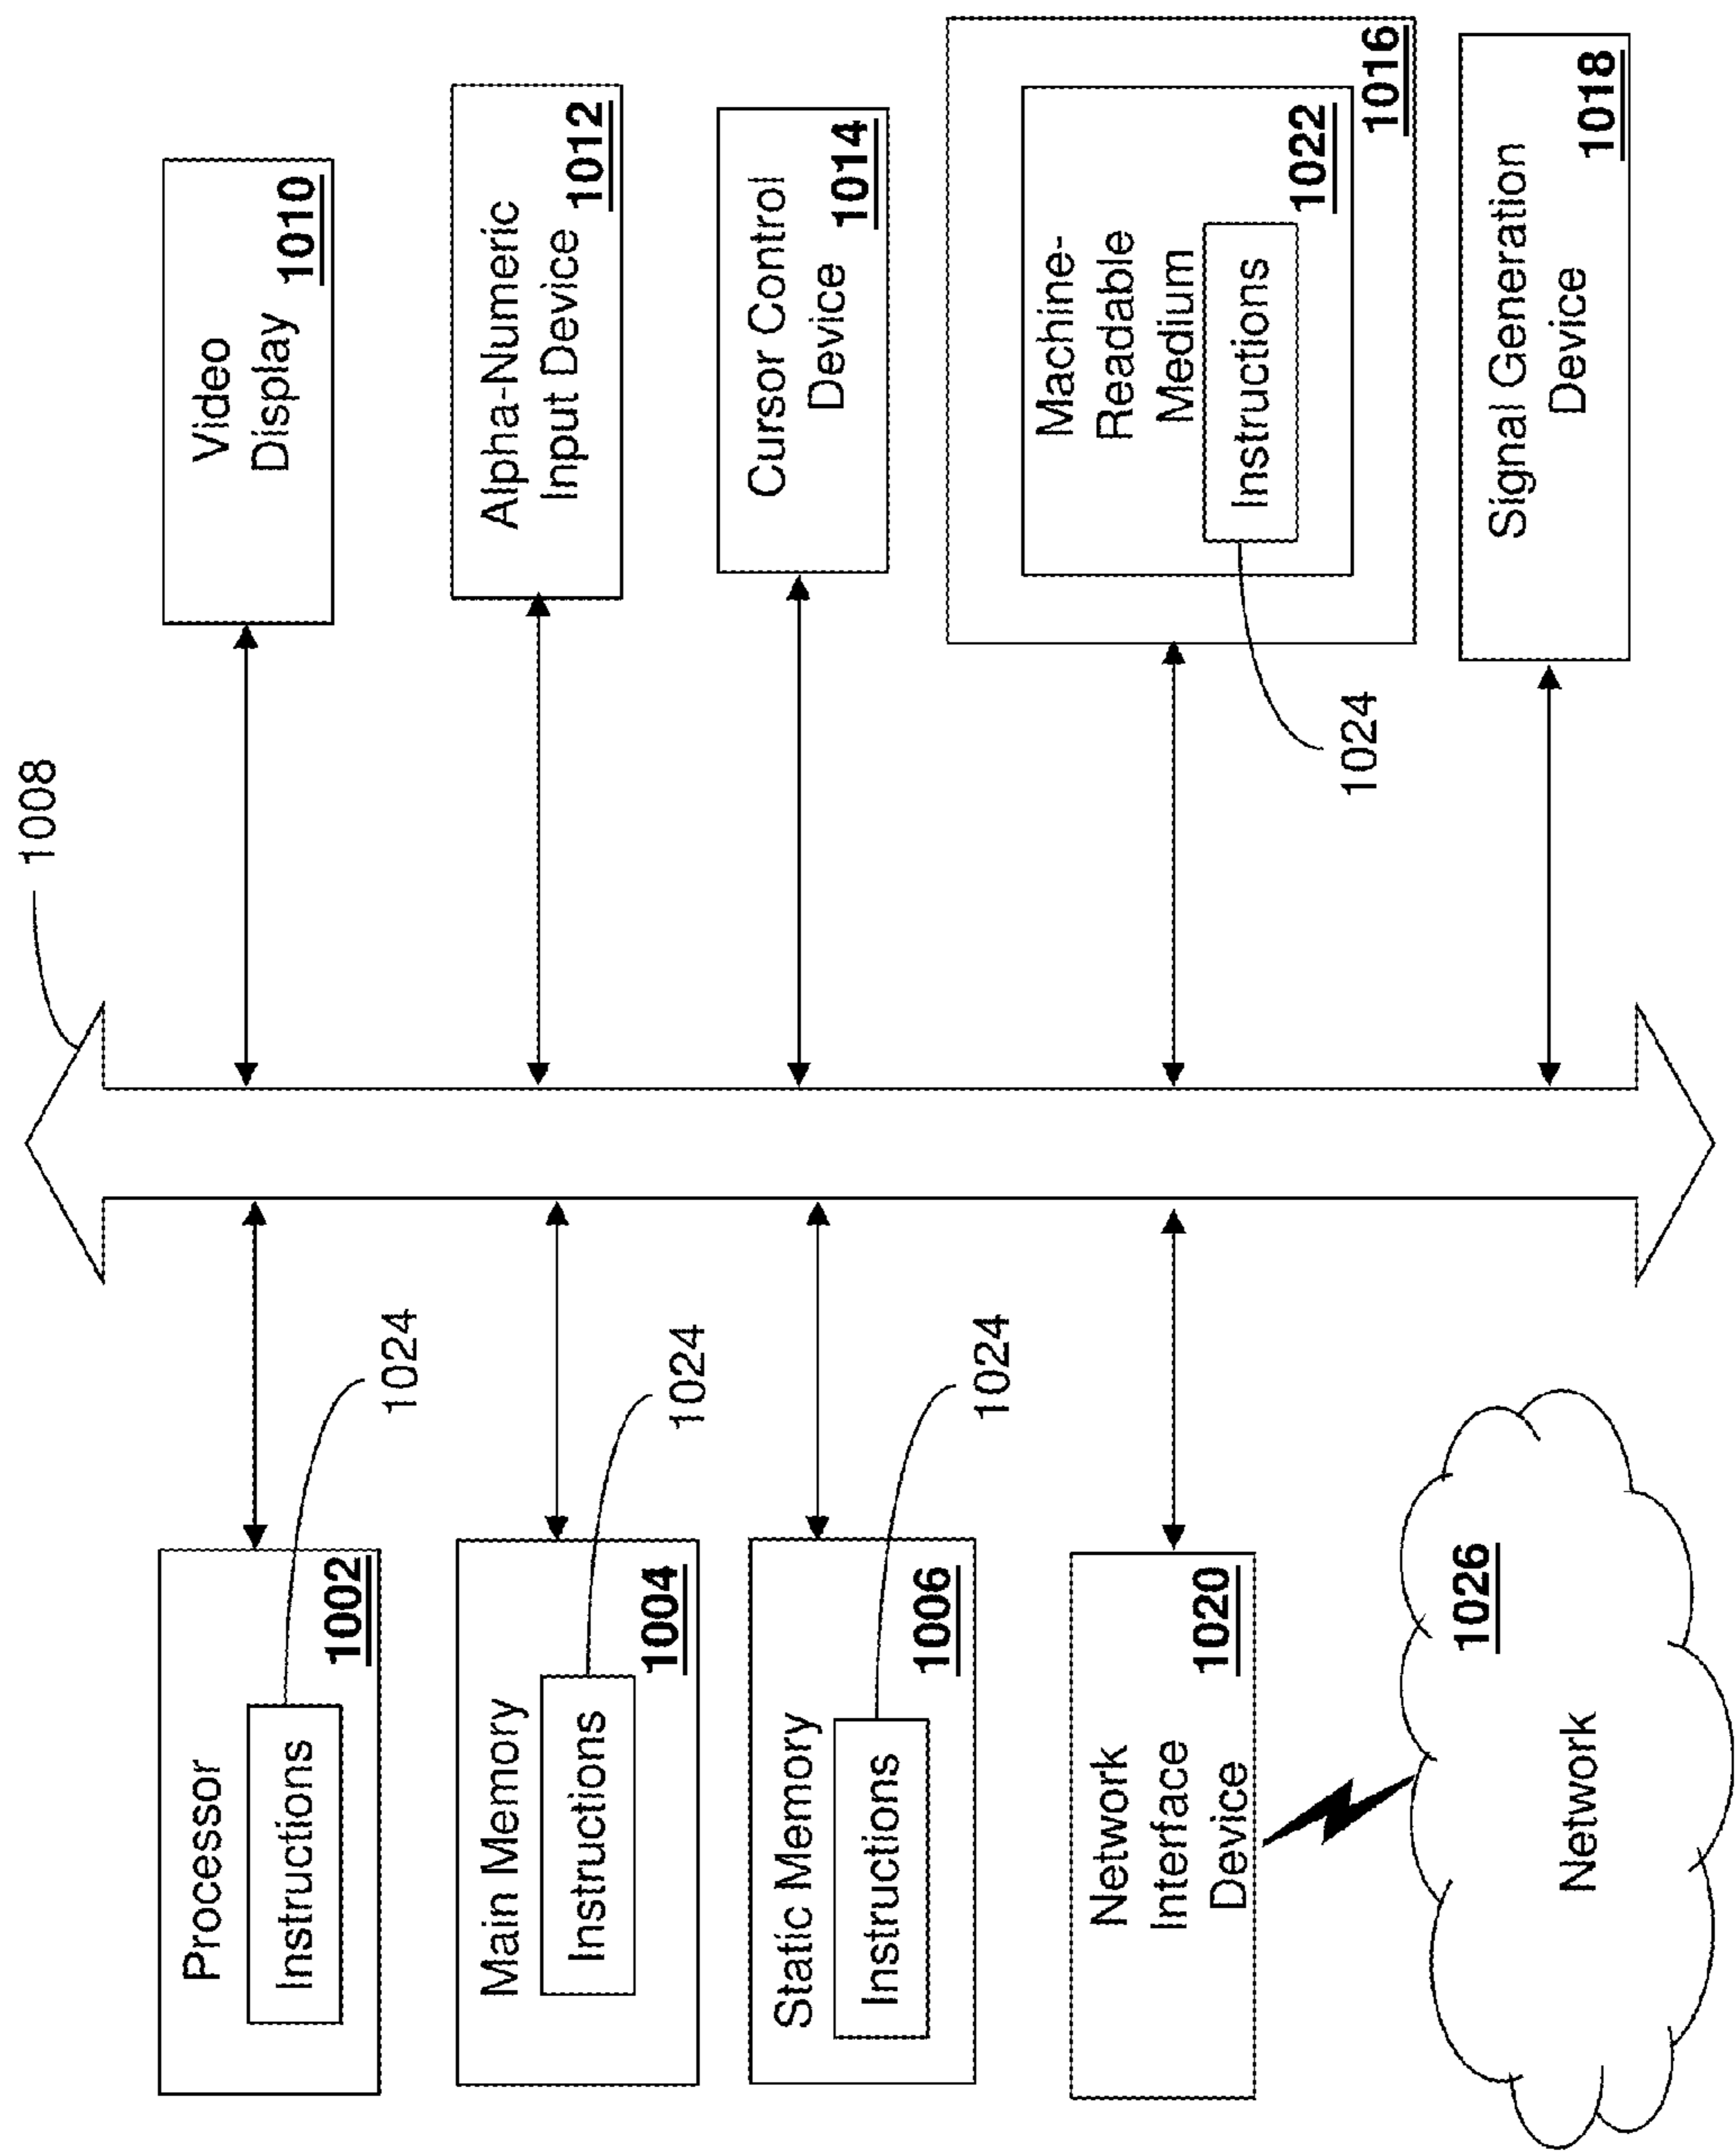 1008
Processor
Instructions
1002
1024
Main Memory
Instructions
1004
1024
Static Memory
Instructions
1006
1024
Network
Interface
Device
1020
Network
1026
Video
Display
1010
Alpha-Numeric
Input Device
1012
Cursor Control
Device
1014
Machine-
Readable
Medium
Instructions
1022
1016
1024
Signal Generation
Device
1018